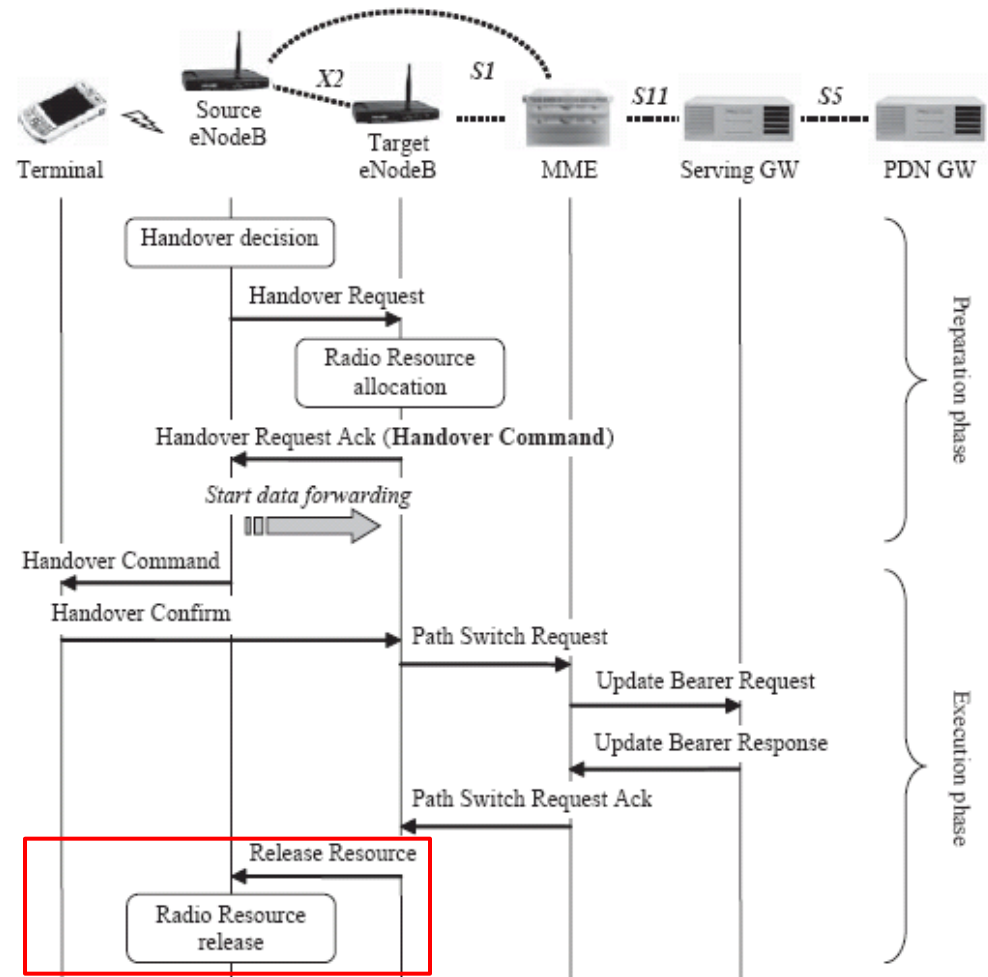 X2
S1
S11
S5
Source
eNodeB
Target
eNodeB
Terminal
MME
Serving GW
PDN GW
Handover decision
Handover Request
Radio Resource
allocation
Handover Request Ack (Handover Command)
Start data forwarding
Preparation phase
Handover Command
Handover Confirm
Path Switch Request
Update Bearer Request
Update Bearer Response
Path Switch Request Ack
Release Resource
Radio Resource
release
Execution phase